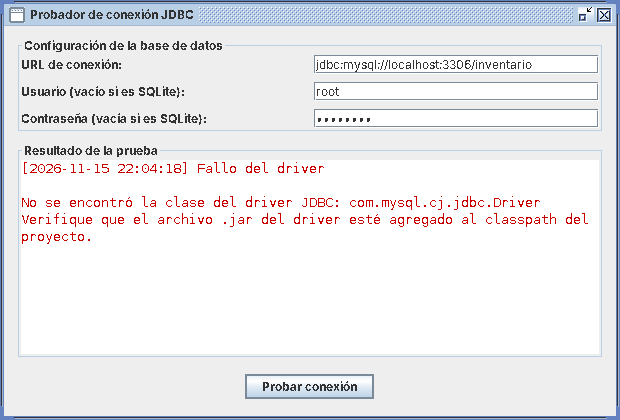 Probador de conexión JDBC
Configuración de la base de datos
URL de conexión: jdbc:mysql://localhost:3306/inventario
Usuario (vacío si es SQLite): root
Contraseña (vacía si es SQLite): ••••••••
Resultado de la prueba
[2026-11-15 22:04:18] Fallo del driver
No se encontró la clase del driver JDBC: com.mysql.cj.jdbc.Driver
Verifique que el archivo .jar del driver esté agregado al classpath del
proyecto.
Probar conexión